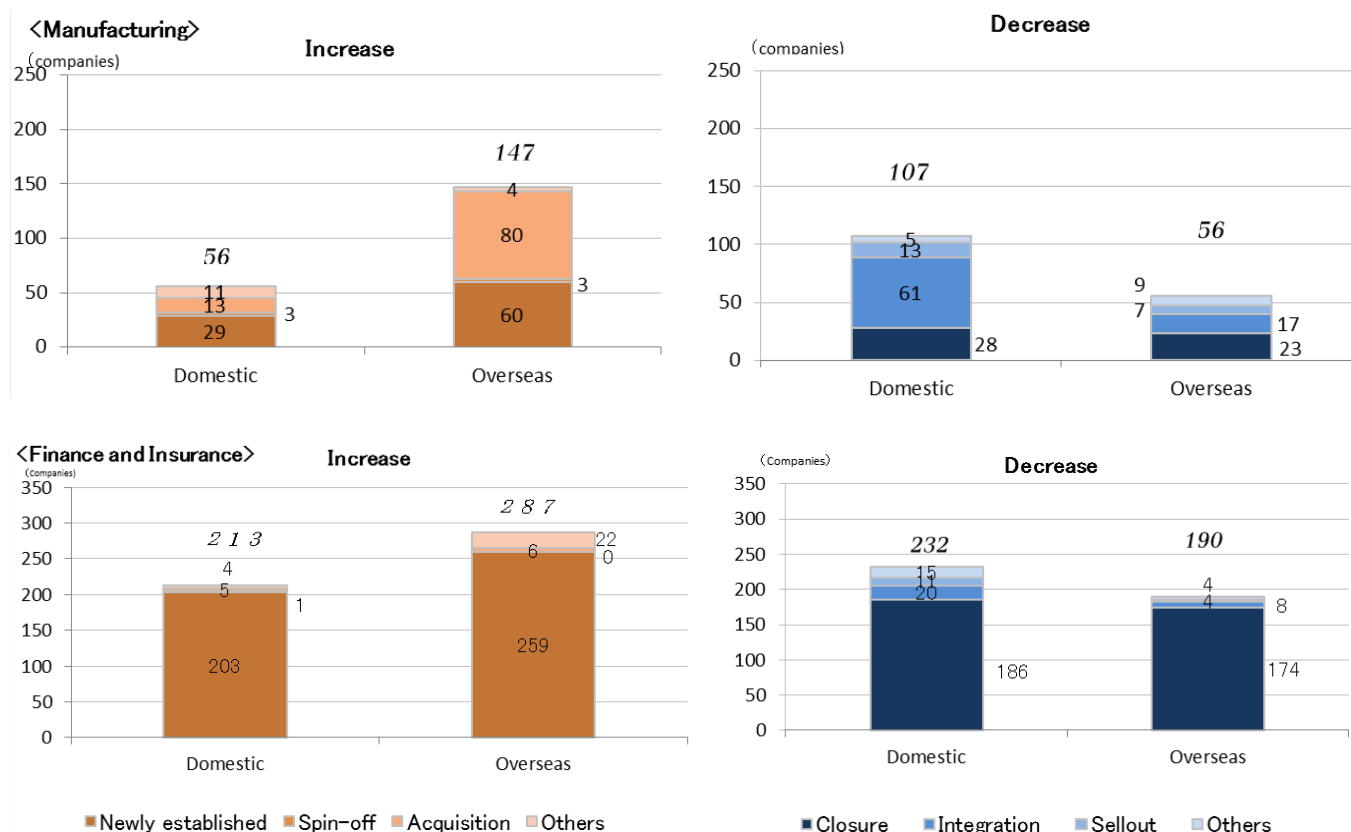 <Manufacturing>
Increase
(companies)
250
200
150
100
50
0
56
11
13
3
29
147
4
80
3
60
Domestic
Overseas
Decrease
(companies)
250
200
150
100
50
0
107
5
13
61
28
56
9
7
17
23
Domestic
Overseas
<Finance and Insurance>
Increase
(Companies)
350
300
250
200
150
100
50
0
213
4
5
1
203
287
22
6
0
259
Domestic
Overseas
Newly established
Spin-off
Acquisition
Others
Decrease
(Companies)
350
300
250
200
150
100
50
0
232
15
11
20
186
190
4
4
8
174
Domestic
Overseas
Closure
Integration
Sellout
Others